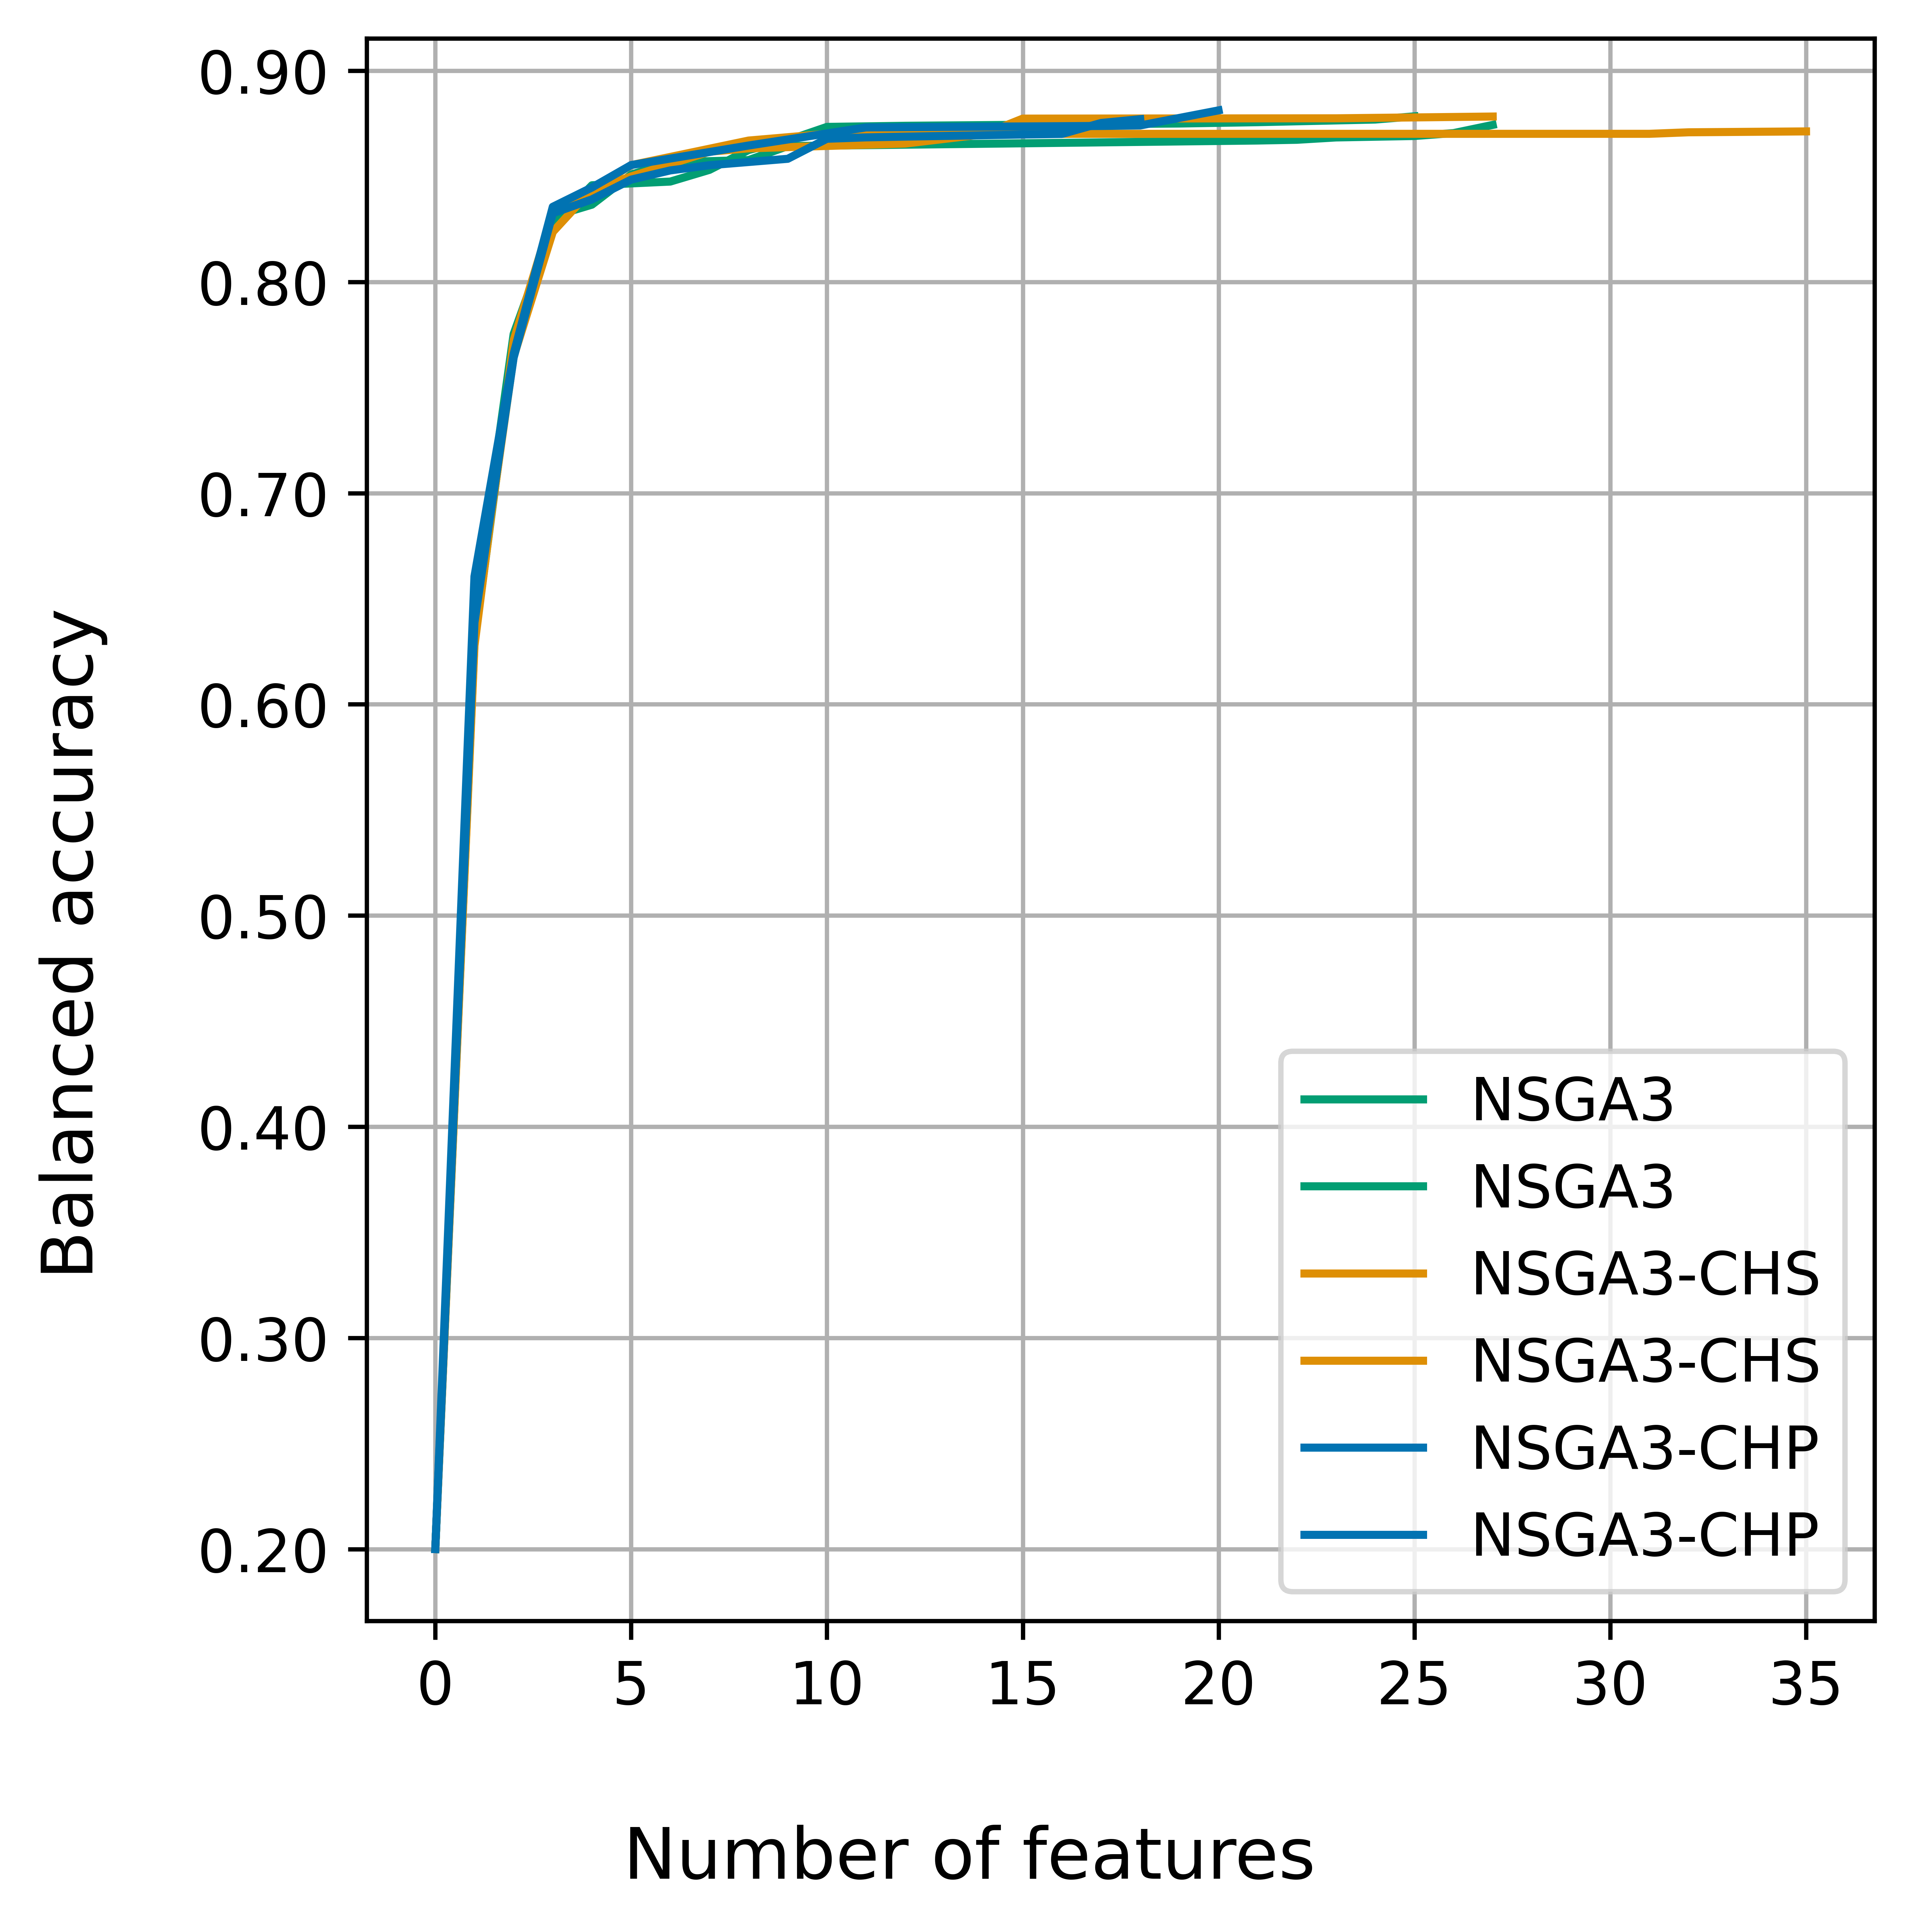 0.90
0.80
0.70
0.60
0.50
0.40
0.30
0.20
Balanced accuracy
NSGA3
NSGA3
NSGA3-CHS
NSGA3-CHS
NSGA3-CHP
NSGA3-CHP
0 5 10 15 20 25 30 35
Number of features